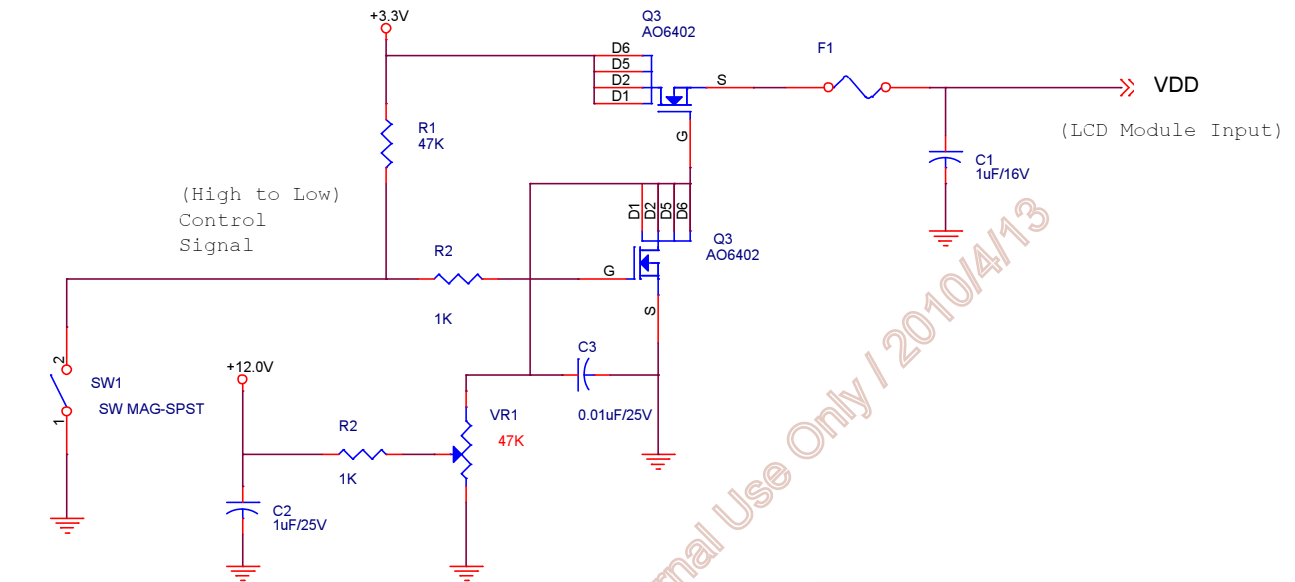 +3.3V
Q3
AO6402
D6
D5
D2
D1
S
G
F1
VDD
(LCD Module Input)
R1
47K
C1
1uF/16V
(High to Low)
Control
Signal
D1
D2
D5
D6
Q3
AO6402
R2
1K
G
S
2
SW1
SW MAG-SPST
1
+12.0V
C3
0.01uF/25V
R2
1K
VR1
47K
C2
1uF/25V
Use Only / 2010/4/13